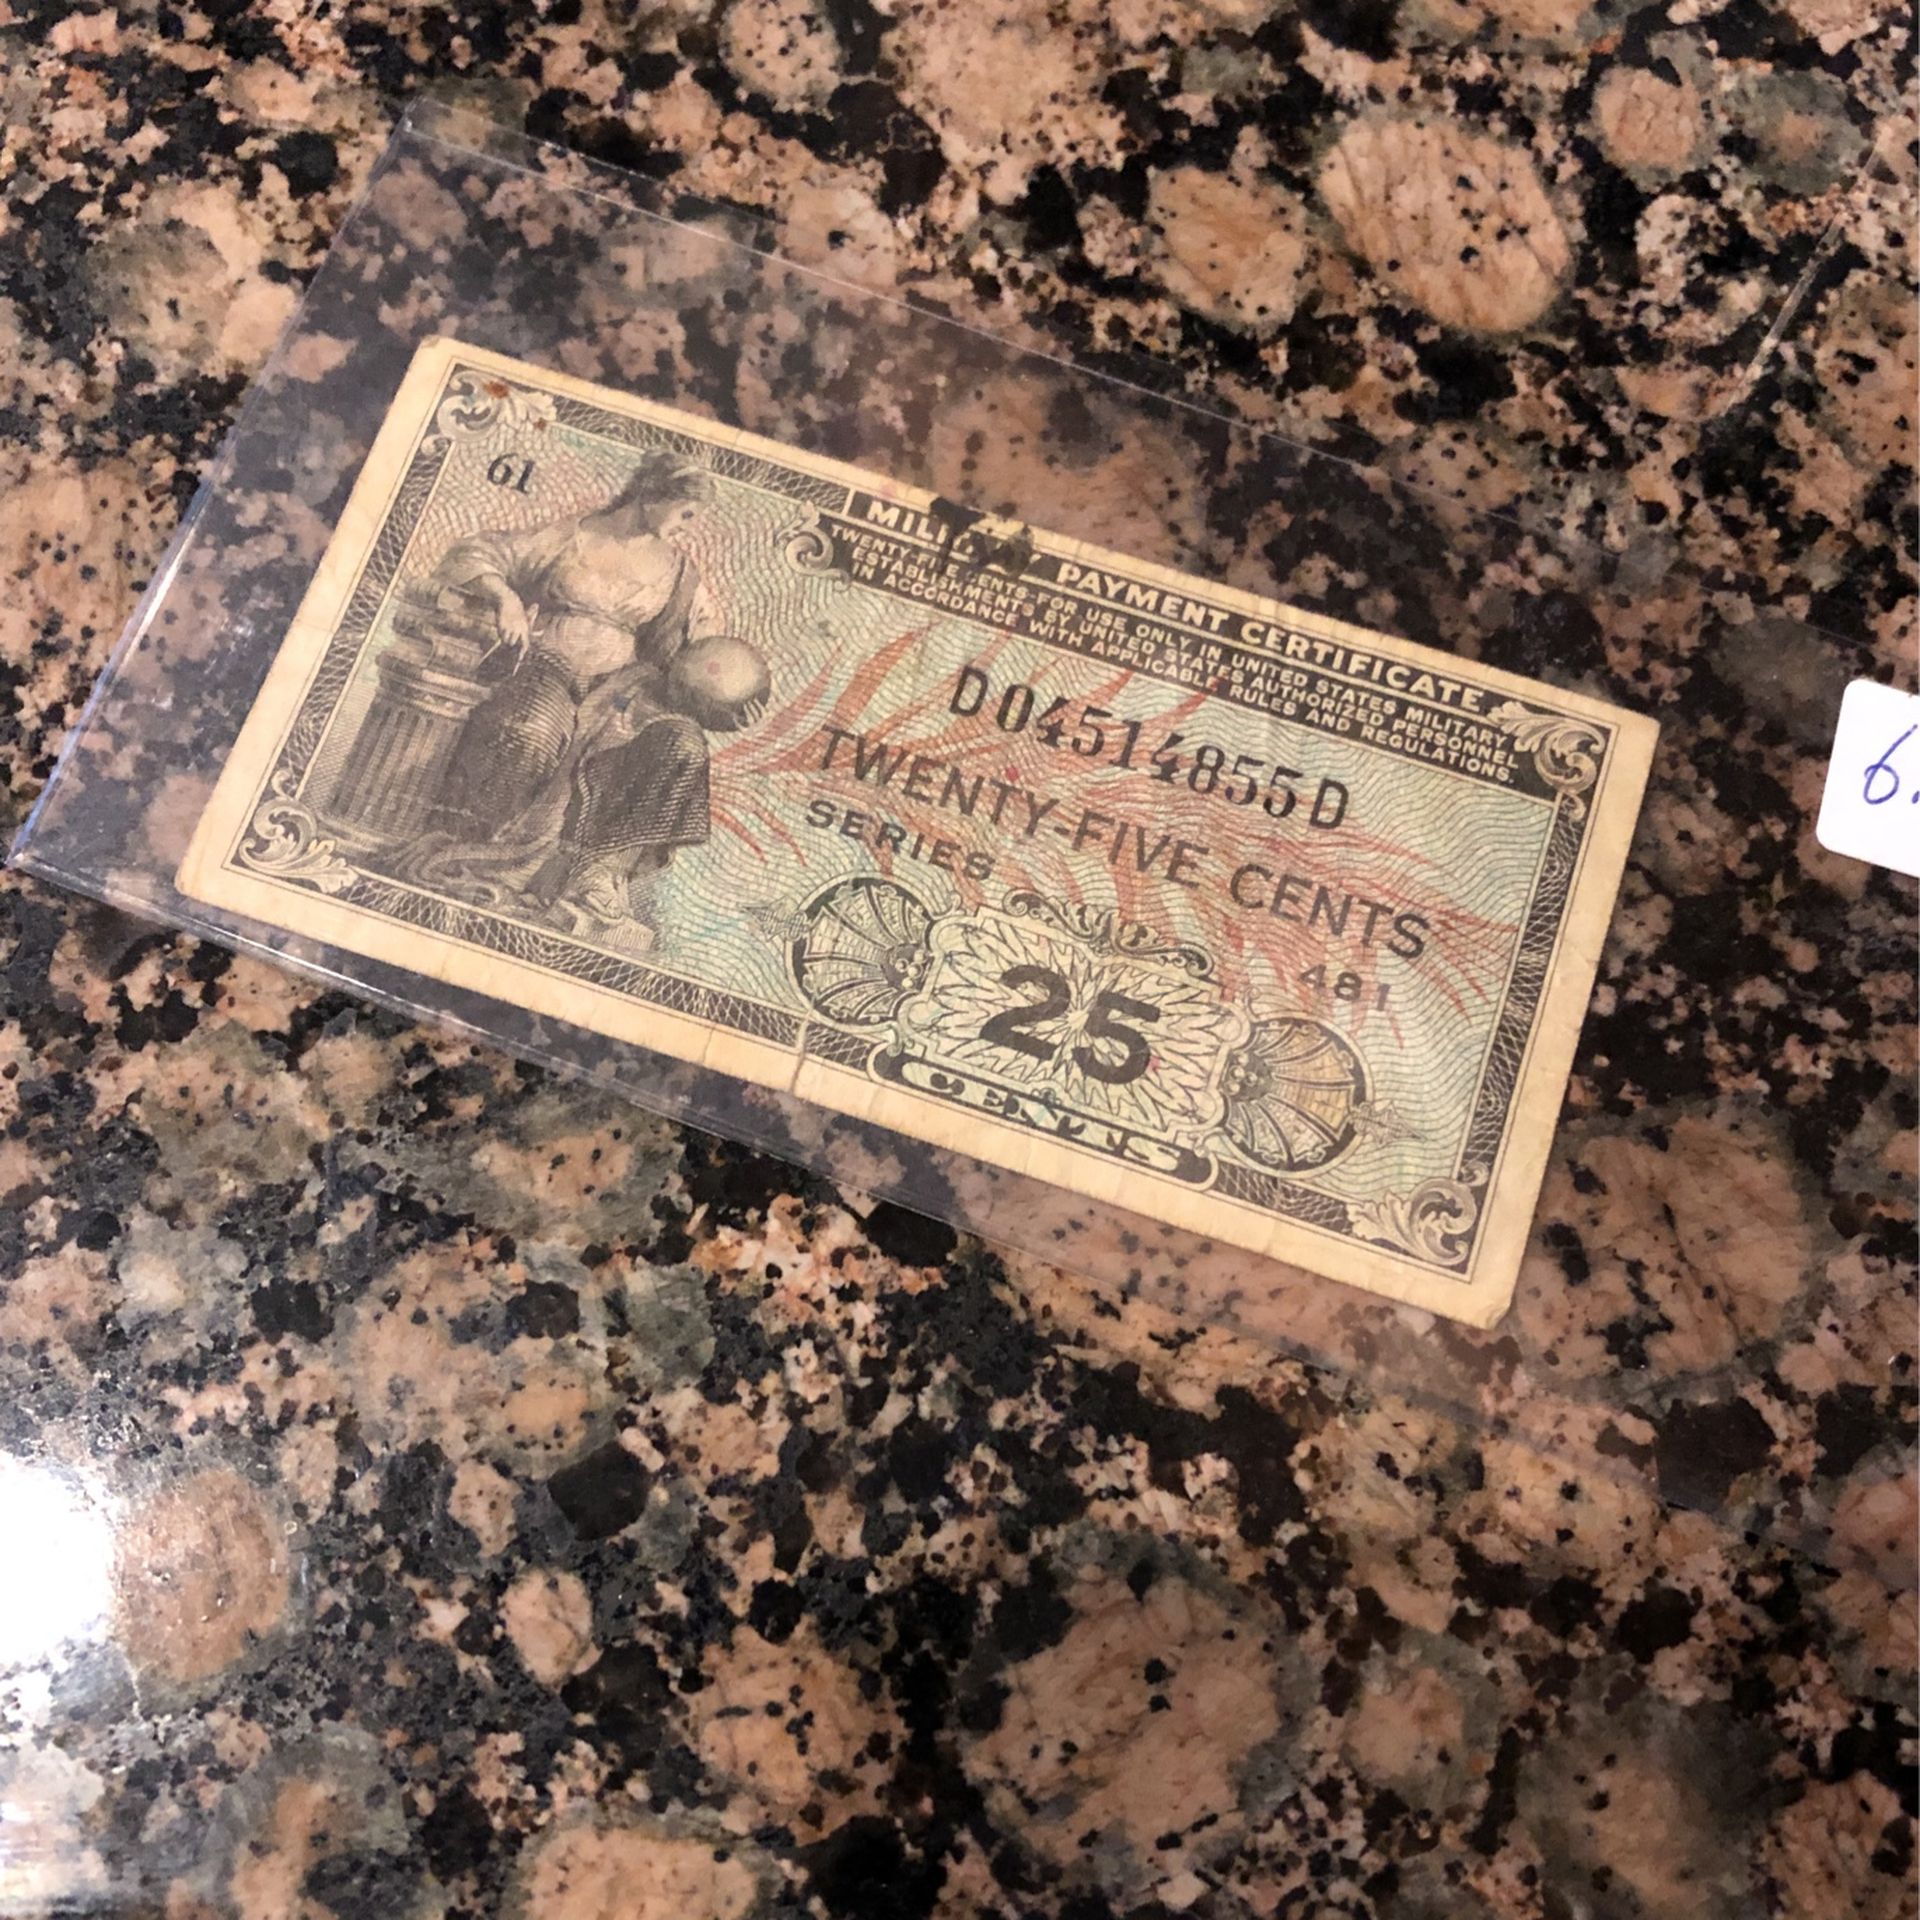 61
MILITARY PAYMENT CERTIFICATE
TWENTY-FIVE CENTS-FOR USE ONLY IN UNITED STATES MILITARY
ESTABLISHMENTS BY UNITED STATES AUTHORIZED PERSONNEL
IN ACCORDANCE WITH APPLICABLE RULES AND REGULATIONS.
D04514855D
TWENTY-FIVE CENTS
SERIES 481
25
CENTS
6.